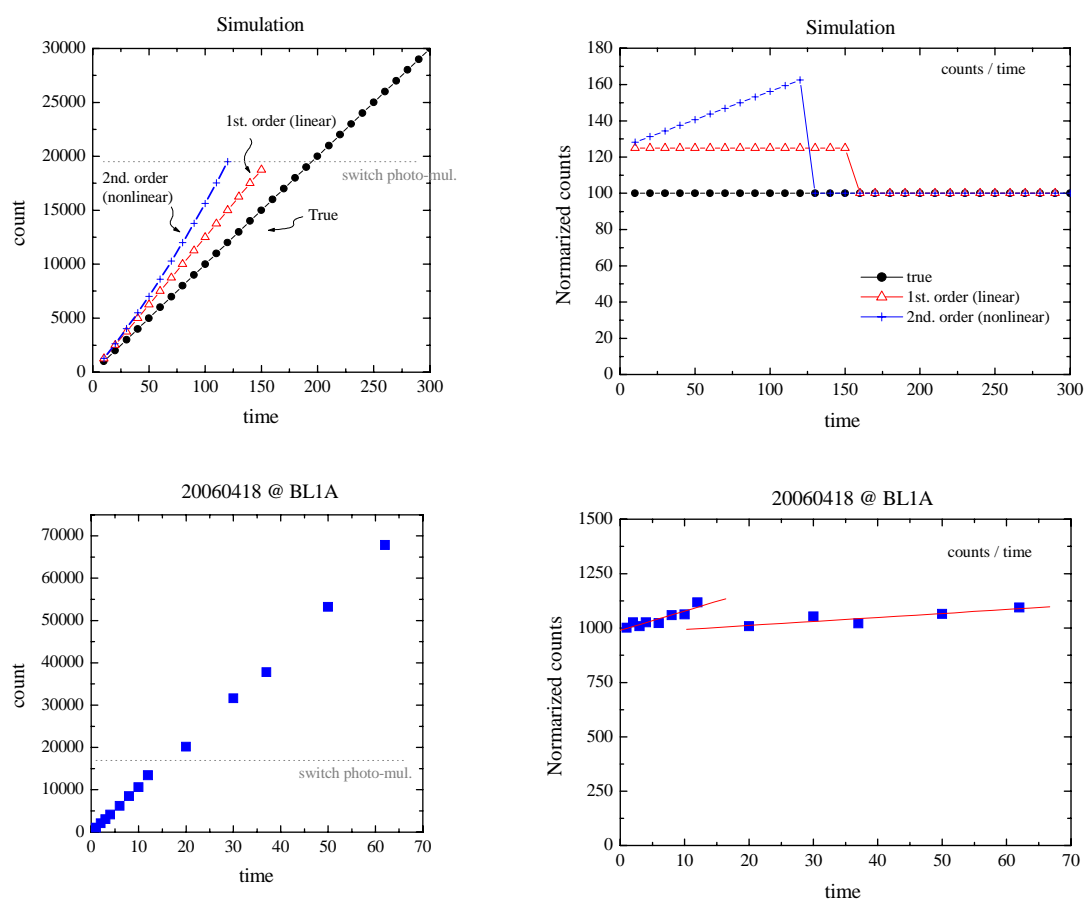 Simulation
30000
25000
20000
15000
10000
5000
0
0 50 100 150 200 250 300
count
time
1st. order (linear)
2nd. order
(nonlinear)
switch photo-mul.
True
Simulation
180
160
140
120
100
80
60
40
20
0
0 50 100 150 200 250 300
Normarized counts
time
counts / time
true
1st. order (linear)
2nd. order (nonlinear)
20060418 @ BL1A
70000
60000
50000
40000
30000
20000
10000
0
0 10 20 30 40 50 60 70
count
time
switch photo-mul.
20060418 @ BL1A
1500
1250
1000
750
500
250
0
0 10 20 30 40 50 60 70
Normarized counts
time
counts / time